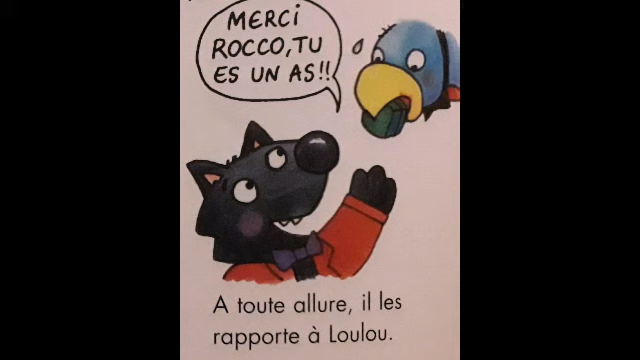 MERCI
ROCCO,TU
ES UN AS!!
A toute allure, il les
rapporte à Loulou.